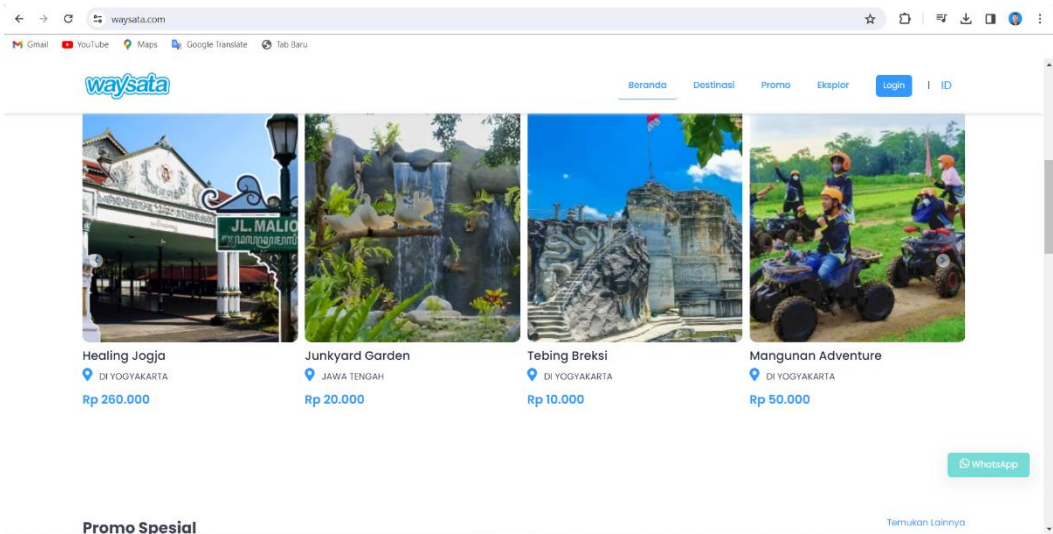 waysata.com
Gmail YouTube Maps Google Translate Tab Baru
waysata Beranda Destinasi Promo Eksplor Login | ID
JL. MALIO
Healing Jogja
DI YOGYAKARTA
Rp 260.000
Junkyard Garden
JAWA TENGAH
Rp 20.000
Tebing Breksi
DI YOGYAKARTA
Rp 10.000
Mangunan Adventure
DI YOGYAKARTA
Rp 50.000
WhatsApp
Promo Spesial Temukan Lainnya